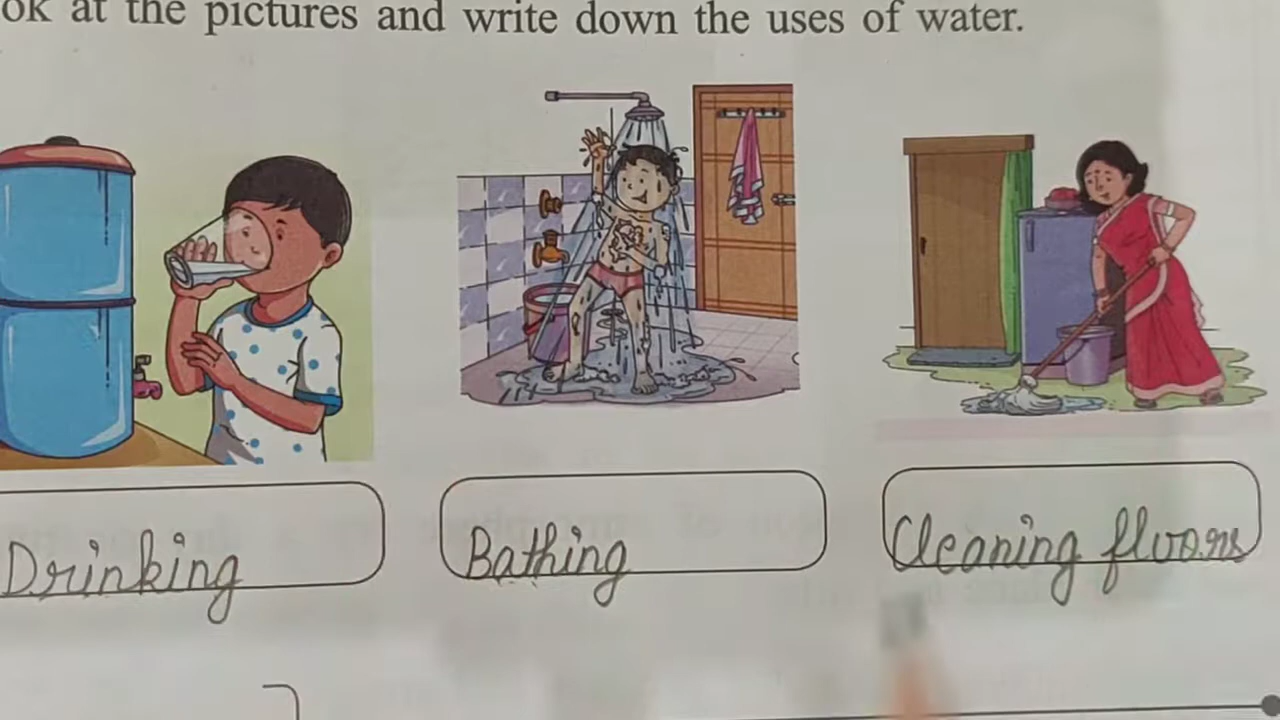 ok at the pictures and write down the uses of water.
Drinking
Bathing
Cleaning floors